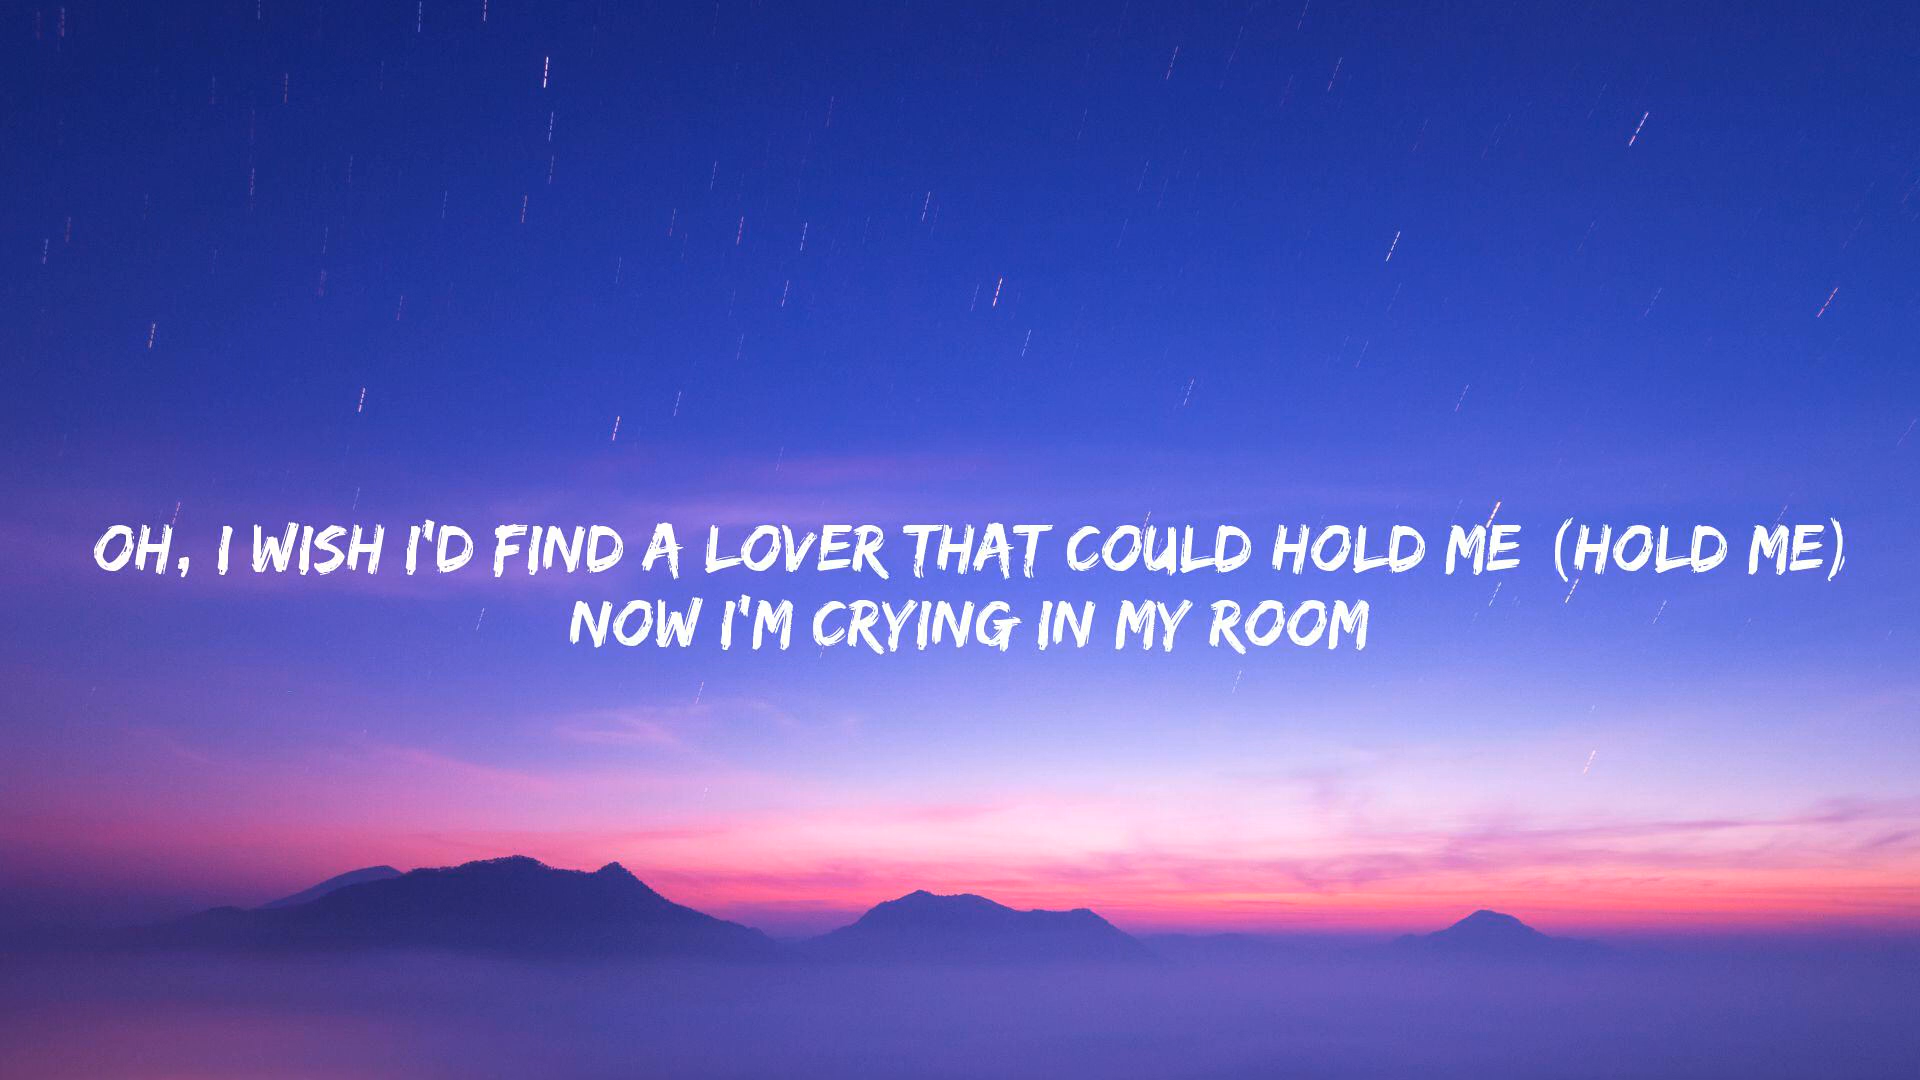 OH, I WISH I'D FIND A LOVER THAT COULD HOLD ME (HOLD ME)
NOW I'M CRYING IN MY ROOM